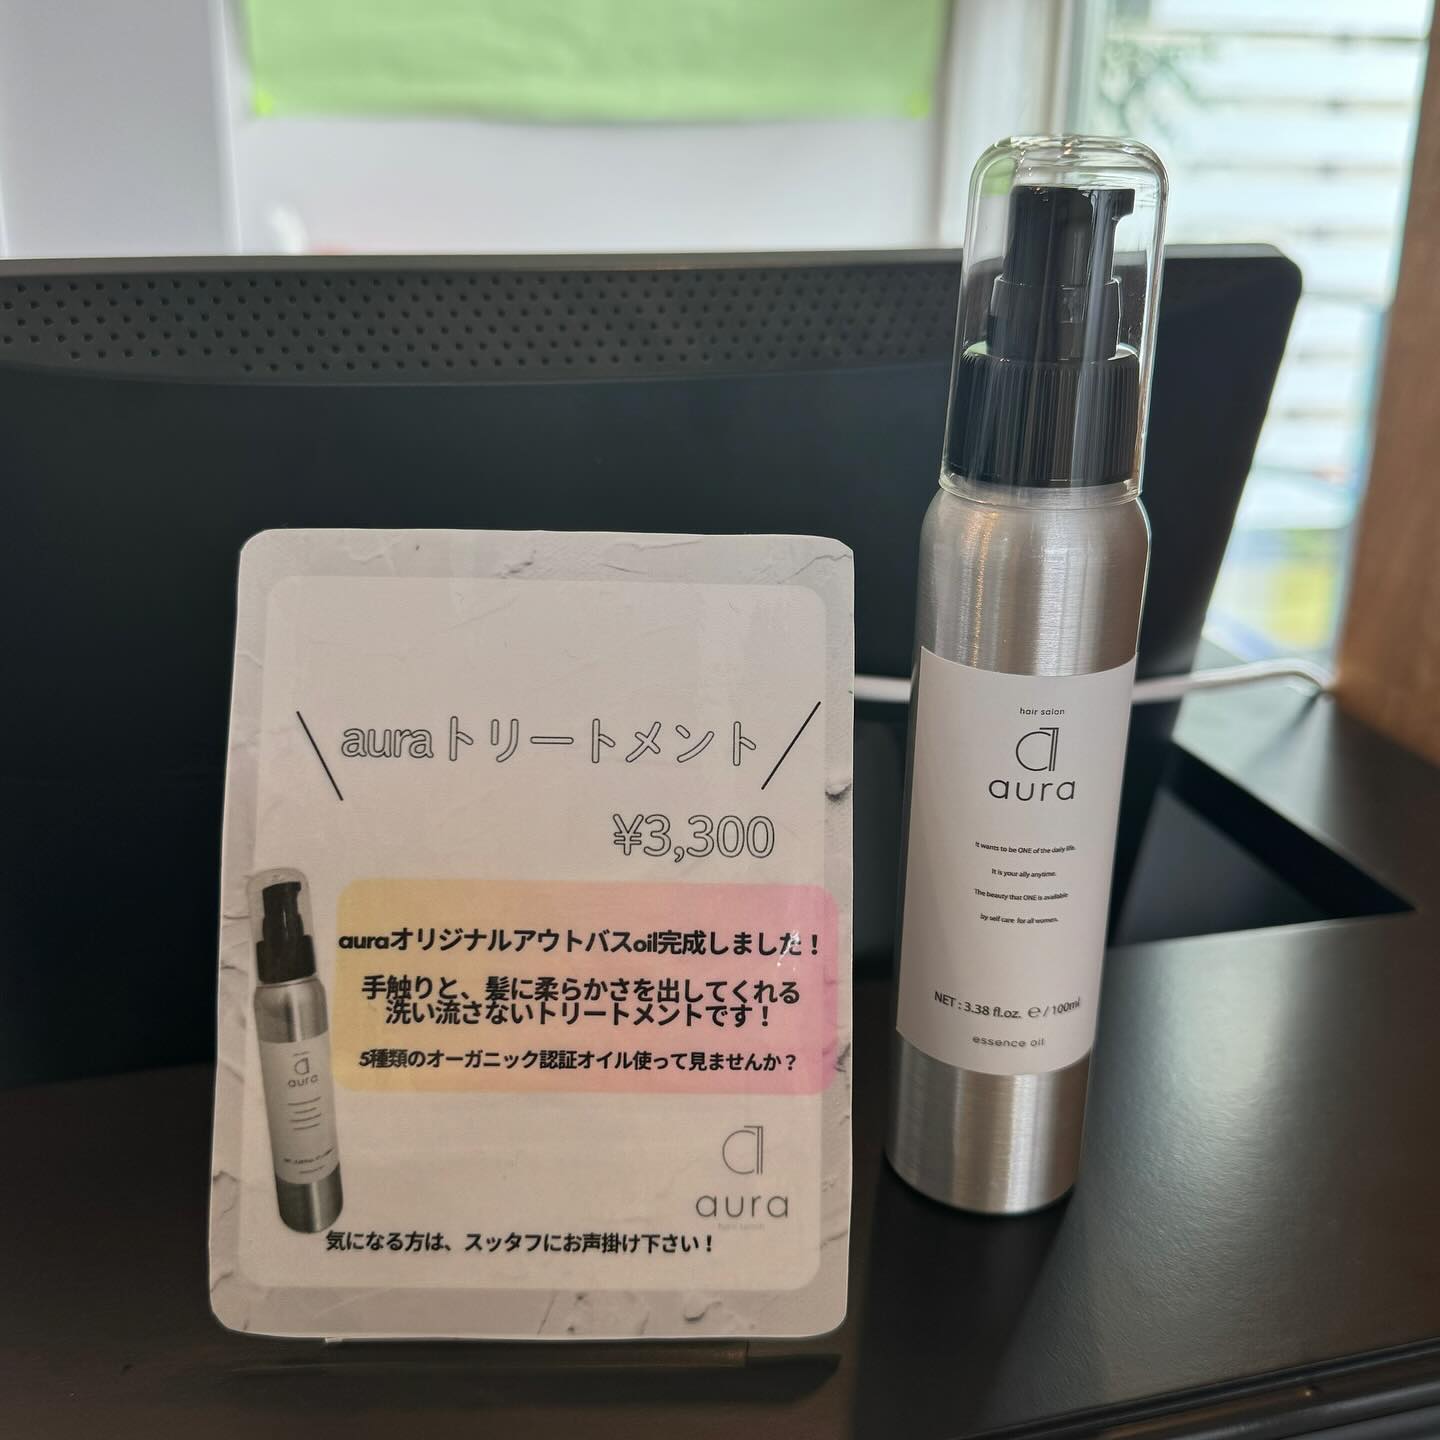 auraトリートメント
¥3,300
auraオリジナルアウトバスoil完成しました！
手触りと、髪に柔らかさを出してくれる
洗い流さないトリートメントです！
5種類のオーガニック認証オイル使って見ませんか？
aura
aura
hair salon
気になる方は、スッタフにお声掛け下さい！
hair salon
aura
It wants to be ONE of the daily life.
It is your ally anytime.
The beauty that ONE is available
by self care for all women.
NET : 3.38 fl.oz. ℮ / 100ml
essence oil